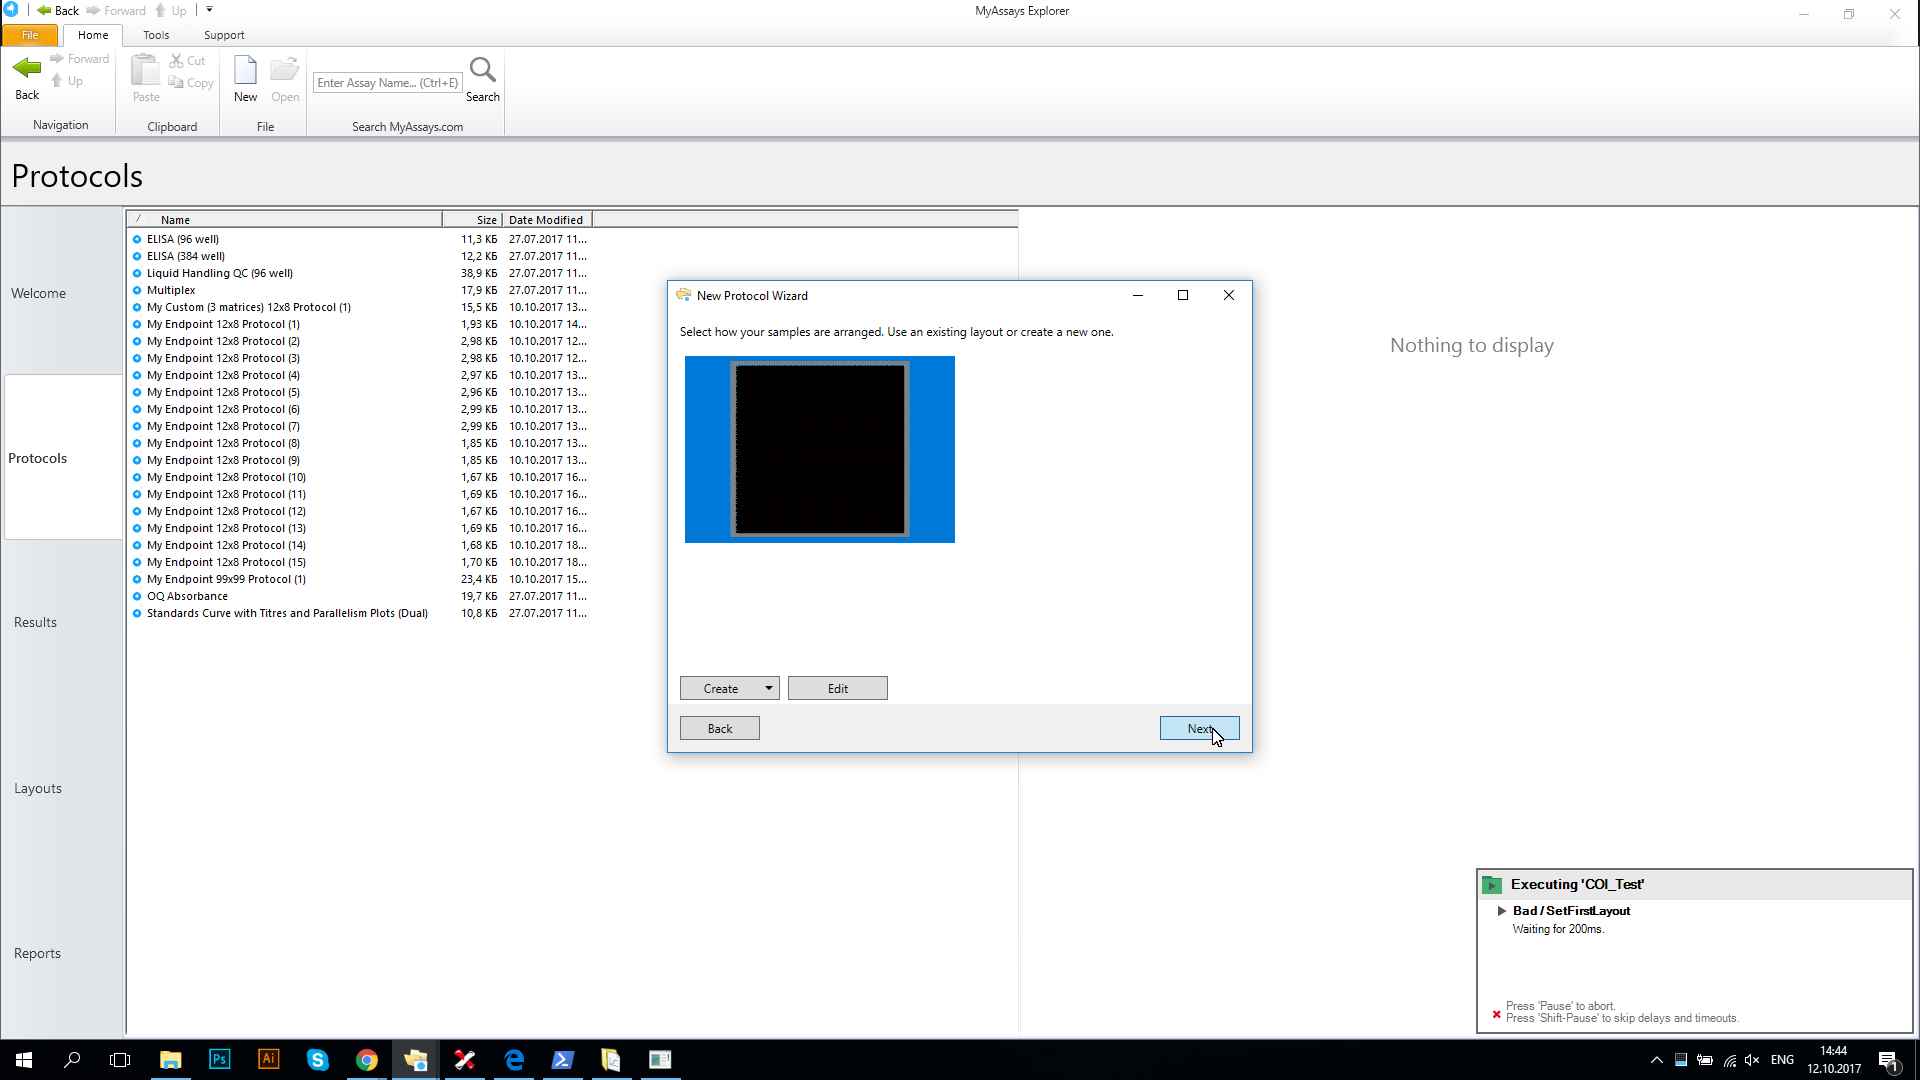 Back Forward Up
MyAssays Explorer
File Home Tools Support
Back
Forward
Up
Navigation
Paste
Cut
Copy
Clipboard
New Open
File
Enter Assay Name... (Ctrl+E)
Search
Search MyAssays.com
Protocols
Welcome
Protocols
Results
Layouts
Reports
Name Size Date Modified
ELISA (96 well) 11,3 КБ 27.07.2017 11...
ELISA (384 well) 12,2 КБ 27.07.2017 11...
Liquid Handling QC (96 well) 38,9 КБ 27.07.2017 11...
Multiplex 17,9 КБ 27.07.2017 11...
My Custom (3 matrices) 12x8 Protocol (1) 15,5 КБ 10.10.2017 13...
My Endpoint 12x8 Protocol (1) 1,93 КБ 10.10.2017 14...
My Endpoint 12x8 Protocol (2) 2,98 КБ 10.10.2017 12...
My Endpoint 12x8 Protocol (3) 2,98 КБ 10.10.2017 12...
My Endpoint 12x8 Protocol (4) 2,97 КБ 10.10.2017 13...
My Endpoint 12x8 Protocol (5) 2,96 КБ 10.10.2017 13...
My Endpoint 12x8 Protocol (6) 2,99 КБ 10.10.2017 13...
My Endpoint 12x8 Protocol (7) 2,99 КБ 10.10.2017 13...
My Endpoint 12x8 Protocol (8) 1,85 КБ 10.10.2017 13...
My Endpoint 12x8 Protocol (9) 1,85 КБ 10.10.2017 13...
My Endpoint 12x8 Protocol (10) 1,67 КБ 10.10.2017 16...
My Endpoint 12x8 Protocol (11) 1,69 КБ 10.10.2017 16...
My Endpoint 12x8 Protocol (12) 1,67 КБ 10.10.2017 16...
My Endpoint 12x8 Protocol (13) 1,69 КБ 10.10.2017 16...
My Endpoint 12x8 Protocol (14) 1,68 КБ 10.10.2017 18...
My Endpoint 12x8 Protocol (15) 1,70 КБ 10.10.2017 18...
My Endpoint 99x99 Protocol (1) 23,4 КБ 10.10.2017 15...
OQ Absorbance 19,7 КБ 27.07.2017 11...
Standards Curve with Titres and Parallelism Plots (Dual) 10,8 КБ 27.07.2017 11...
New Protocol Wizard
Select how your samples are arranged. Use an existing layout or create a new one.
Create Edit
Back Next
Nothing to display
Executing 'COI_Test'
Bad / SetFirstLayout
Waiting for 200ms.
Press 'Pause' to abort.
Press 'Shift-Pause' to skip delays and timeouts.
Ps Ai
ENG
14:44
12.10.2017
1